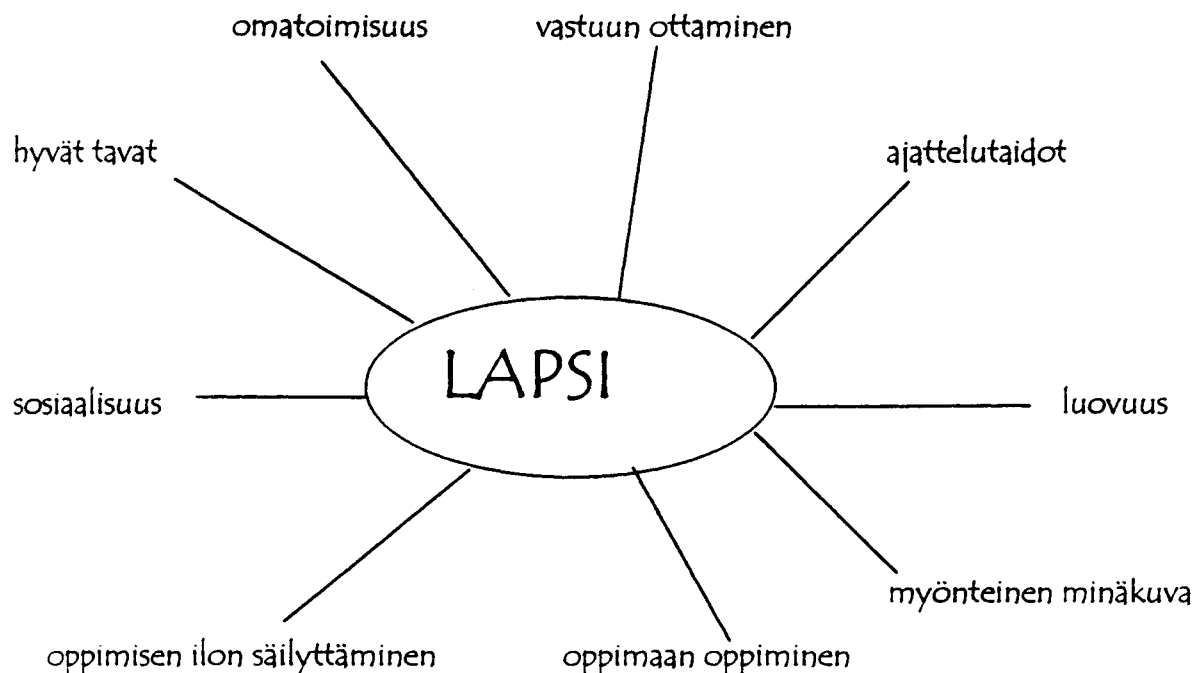 omatoimisuus
vastuun ottaminen
hyvät tavat
ajattelutaidot
LAPSI
sosiaalisuus
luovuus
myönteinen minäkuva
oppimisen ilon säilyttäminen
oppimaan oppiminen